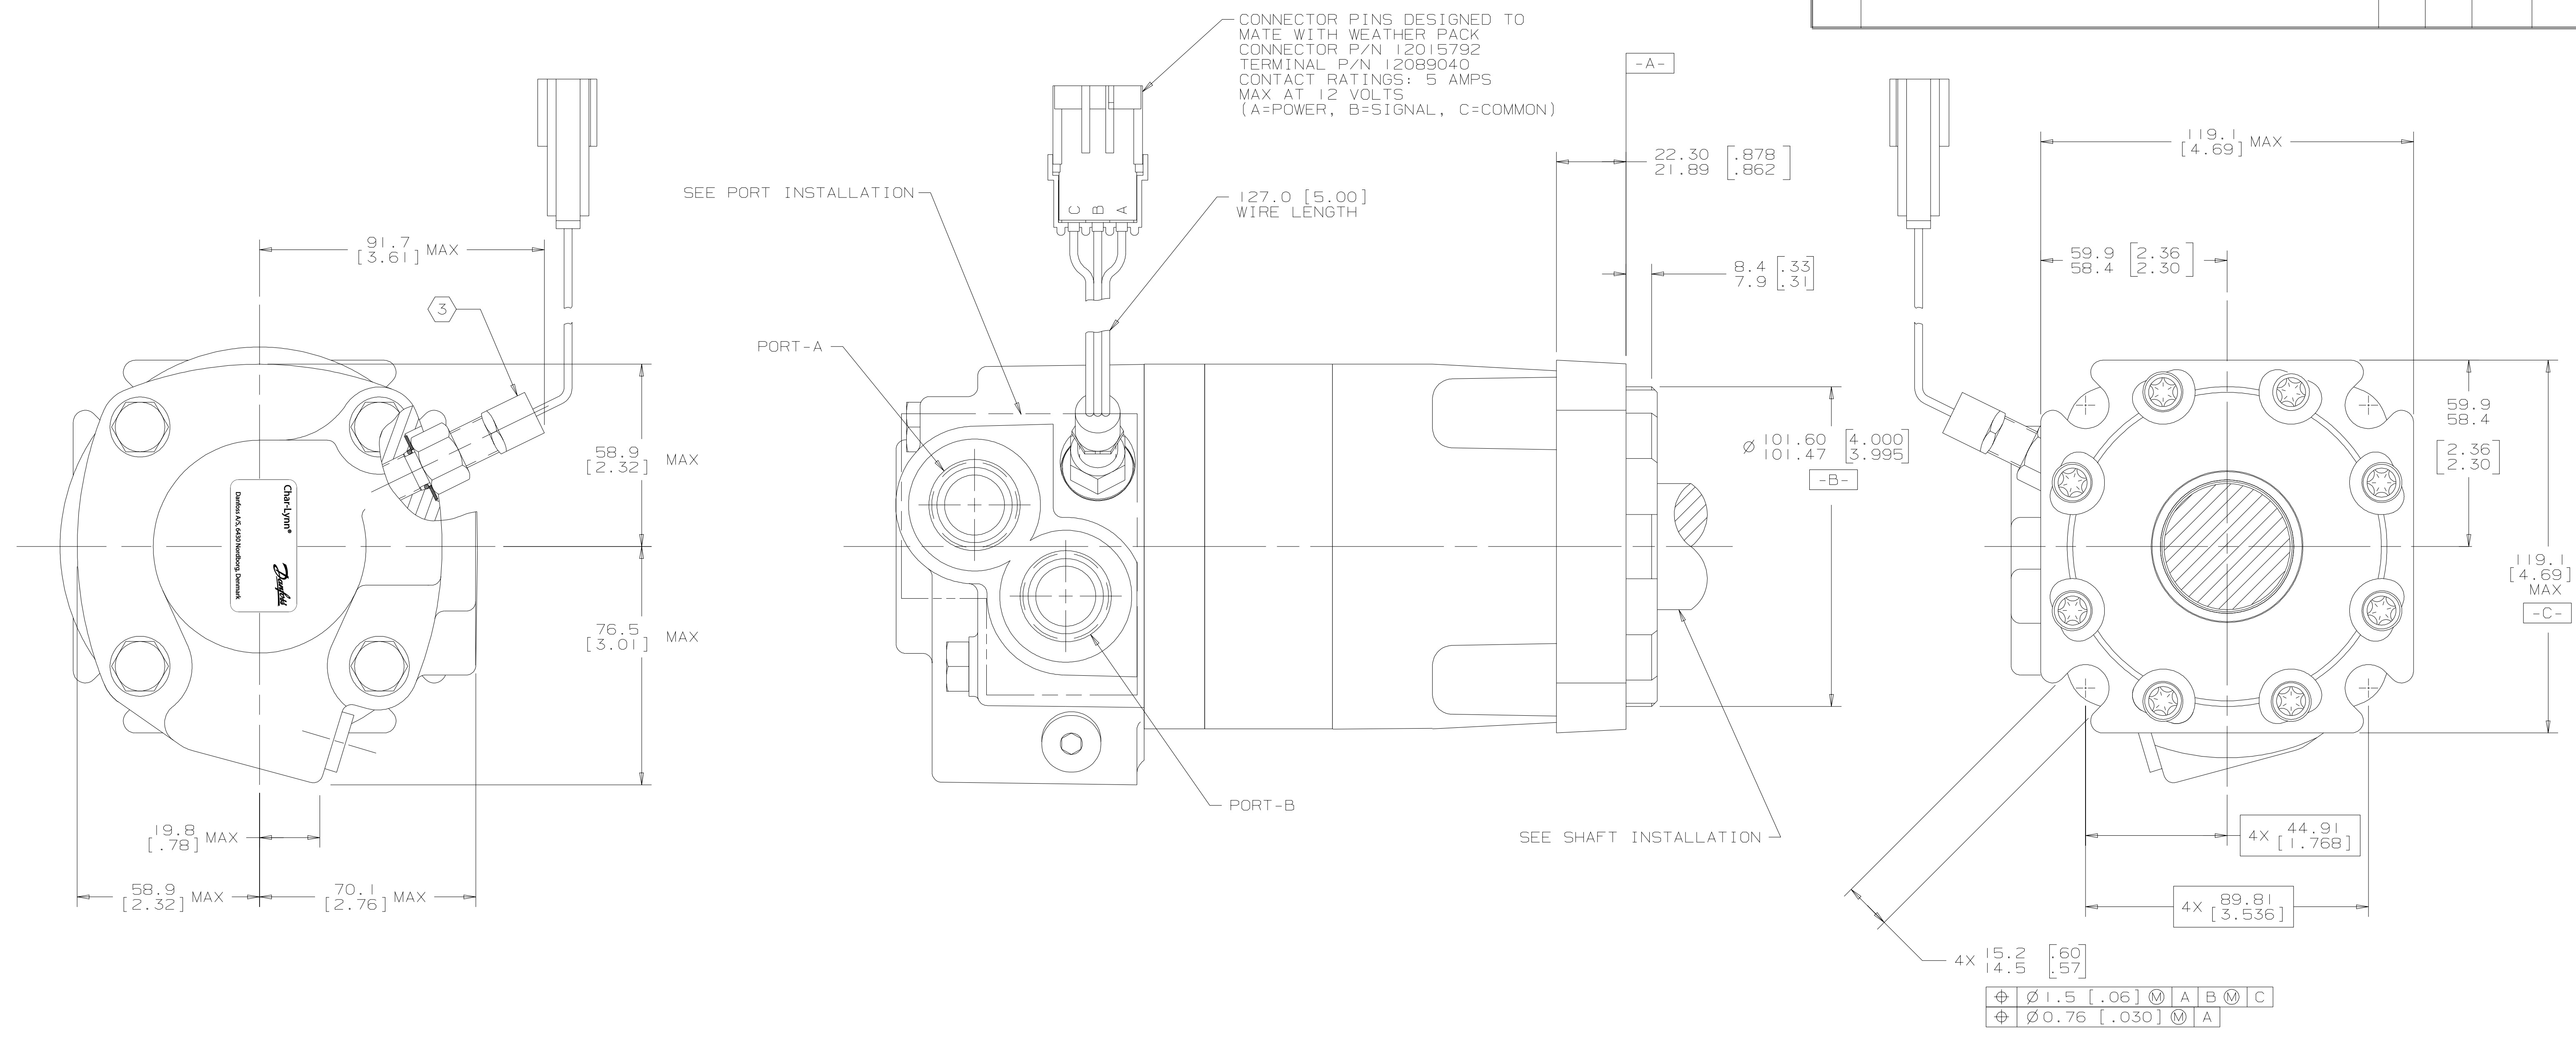 CONNECTOR PINS DESIGNED TO
MATE WITH WEATHER PACK
CONNECTOR P/N 12015792
TERMINAL P/N 12089040
CONTACT RATINGS: 5 AMPS
MAX AT 12 VOLTS
(A=POWER, B=SIGNAL, C=COMMON)
-A-
22.30 [.878
21.89 .862]
8.4 [.33
7.9 .31]
SEE PORT INSTALLATION
127.0 [5.00]
WIRE LENGTH
C B A
91.7
[3.61] MAX
3
PORT-A
58.9
[2.32] MAX
76.5
[3.01] MAX
Char-Lynn®
Danfoss
Danfoss A/S, 6430 Nordborg, Denmark
19.8
[.78] MAX
58.9
[2.32] MAX
70.1
[2.76] MAX
PORT-B
SEE SHAFT INSTALLATION
Ø 101.60 [4.000
101.47 3.995]
-B-
119.1
[4.69] MAX
59.9 [2.36
58.4 2.30]
59.9
58.4
[2.36
2.30]
119.1
[4.69]
MAX
-C-
4X 44.91
[1.768]
4X 89.81
[3.536]
4X 15.2 [.60
14.5 .57]
⌖ Ø1.5 [.06] Ⓜ A B Ⓜ C
⌖ Ø0.76 [.030] Ⓜ A